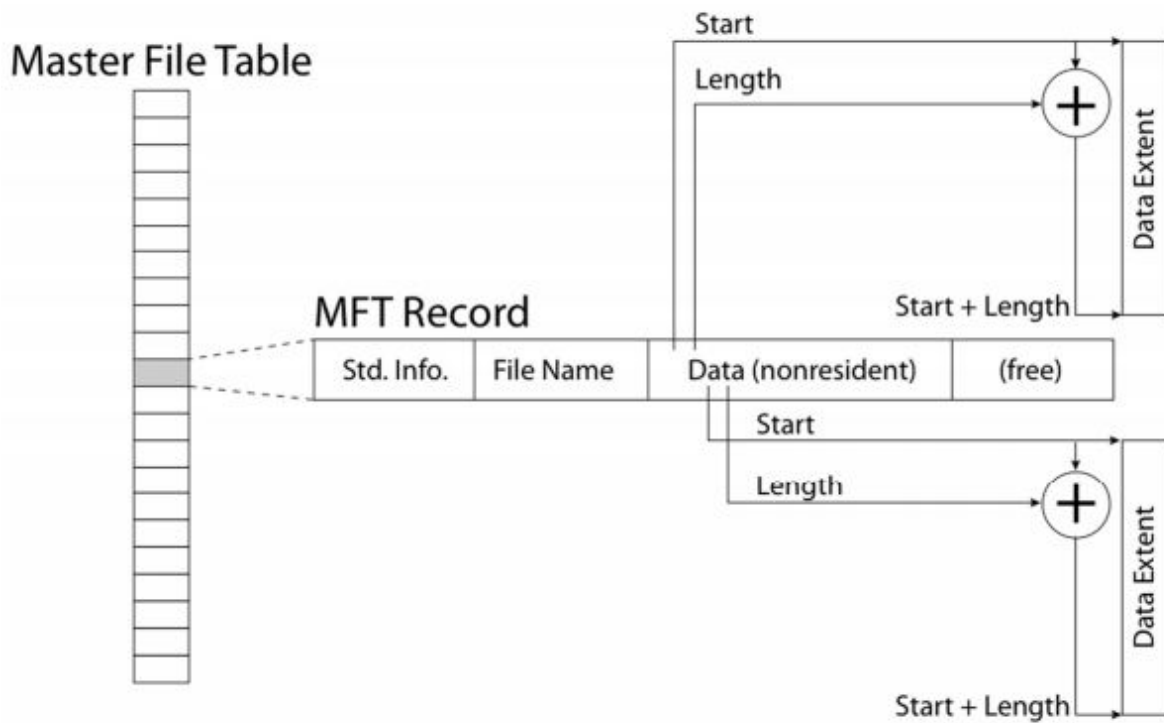 Start
Master File Table
Length
+
Data Extent
Start + Length
MFT Record
Std. Info.
File Name
Data (nonresident)
(free)
Start
Length
+
Data Extent
Start + Length